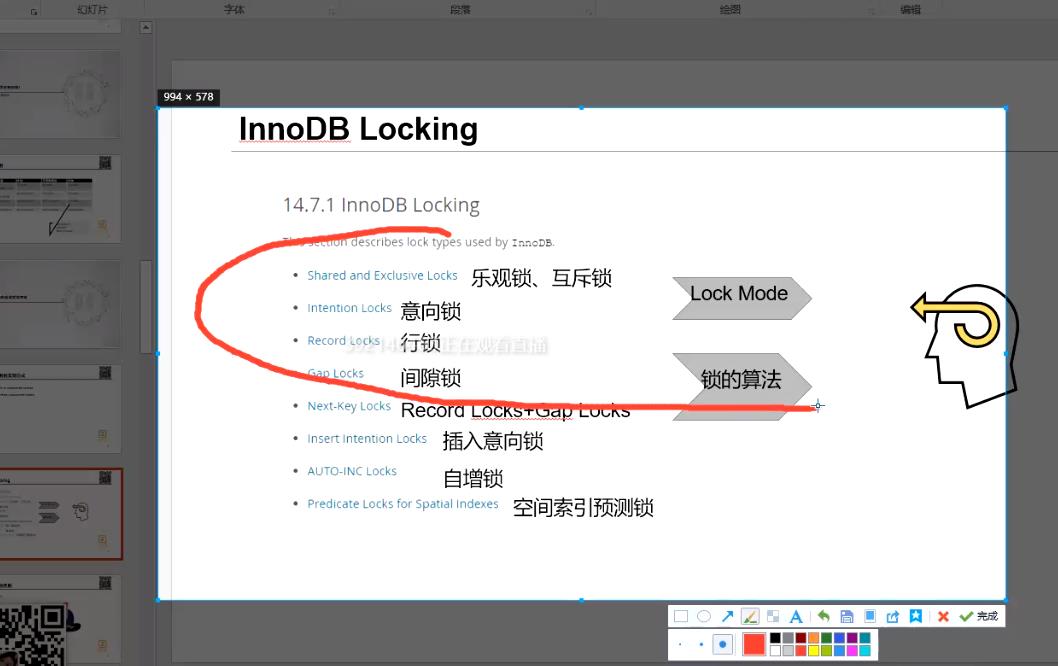 幻灯片
字体
段落
绘图
编辑
994 × 578
InnoDB Locking
14.7.1 InnoDB Locking
This section describes lock types used by InnoDB.
• Shared and Exclusive Locks 乐观锁、互斥锁
Lock Mode
• Intention Locks 意向锁
• Record Locks 行锁
正在观看直播
• Gap Locks 间隙锁
锁的算法
• Next-Key Locks Record Locks+Gap Locks
• Insert Intention Locks 插入意向锁
• AUTO-INC Locks 自增锁
• Predicate Locks for Spatial Indexes 空间索引预测锁
A
完成